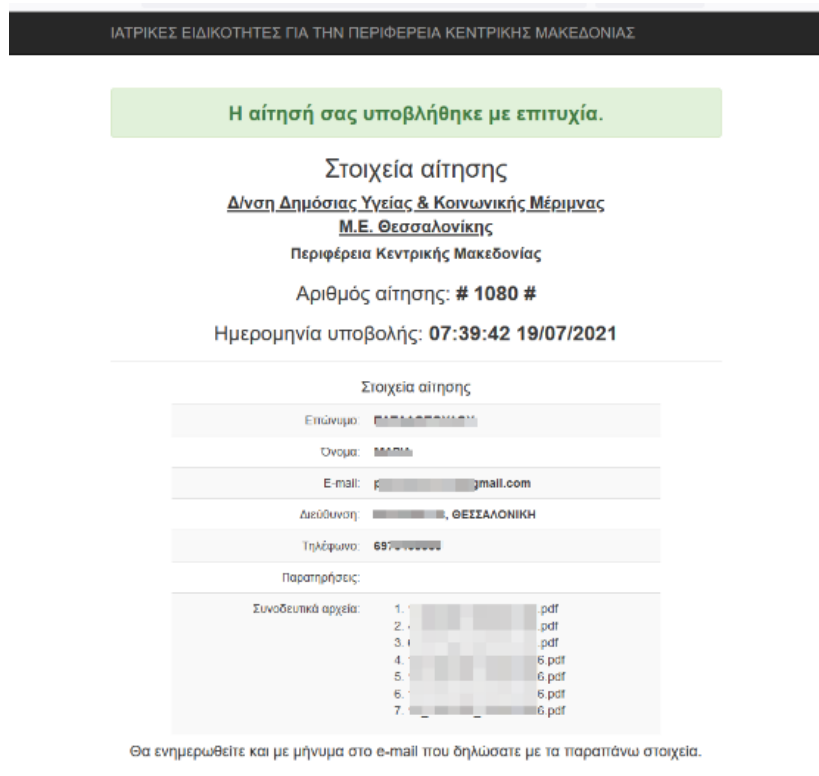 ΙΑΤΡΙΚΕΣ ΕΙΔΙΚΟΤΗΤΕΣ ΓΙΑ ΤΗΝ ΠΕΡΙΦΕΡΕΙΑ ΚΕΝΤΡΙΚΗΣ ΜΑΚΕΔΟΝΙΑΣ
Η αίτησή σας υποβλήθηκε με επιτυχία.
Στοιχεία αίτησης
Δ/νση Δημόσιας Υγείας & Κοινωνικής Μέριμνας
Μ.Ε. Θεσσαλονίκης
Περιφέρεια Κεντρικής Μακεδονίας
Αριθμός αίτησης: # 1080 #
Ημερομηνία υποβολής: 07:39:42 19/07/2021
Στοιχεία αίτησης
Επώνυμο:
Όνομα:
E-mail: p gmail.com
Διεύθυνση: , ΘΕΣΣΑΛΟΝΙΚΗ
Τηλέφωνο: 697
Παρατηρήσεις:
Συνοδευτικά αρχεία: 1. .pdf
2. .pdf
3. .pdf
4. 6.pdf
5. 6.pdf
6. 6.pdf
7. 6.pdf
Θα ενημερωθείτε και με μήνυμα στο e-mail που δηλώσατε με τα παραπάνω στοιχεία.